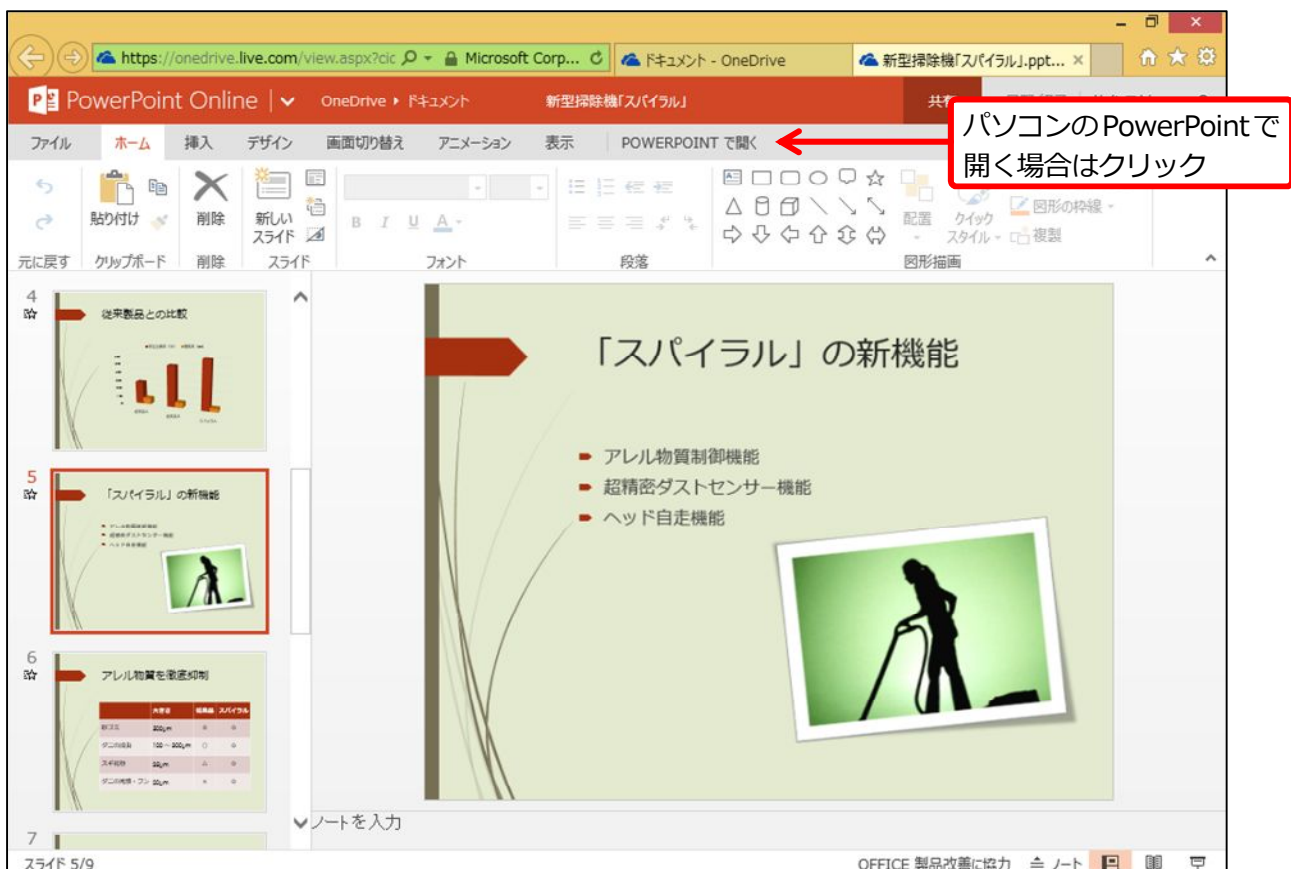 https://onedrive.live.com/view.aspx?cic
Microsoft Corp...
ドキュメント - OneDrive
新型掃除機「スパイラル」.ppt...
PowerPoint Online
OneDrive ▸ ドキュメント
新型掃除機「スパイラル」
パソコンのPowerPointで
開く場合はクリック
ファイル ホーム 挿入 デザイン 画面切り替え アニメーション 表示 POWERPOINT で開く
貼り付け
削除
新しい
スライド
B I U A
配置
クイック
スタイル
図形の枠線
複製
元に戻す クリップボード 削除 スライド フォント 段落 図形描画
4
従来製品との比較
5
「スパイラル」の新機能
6
アレル物質を徹底抑制
7
「スパイラル」の新機能
アレル物質制御機能
超精密ダストセンサー機能
ヘッド自走機能
ノートを入力
スライド 5/9
OFFICE 製品改善に協力 ノート